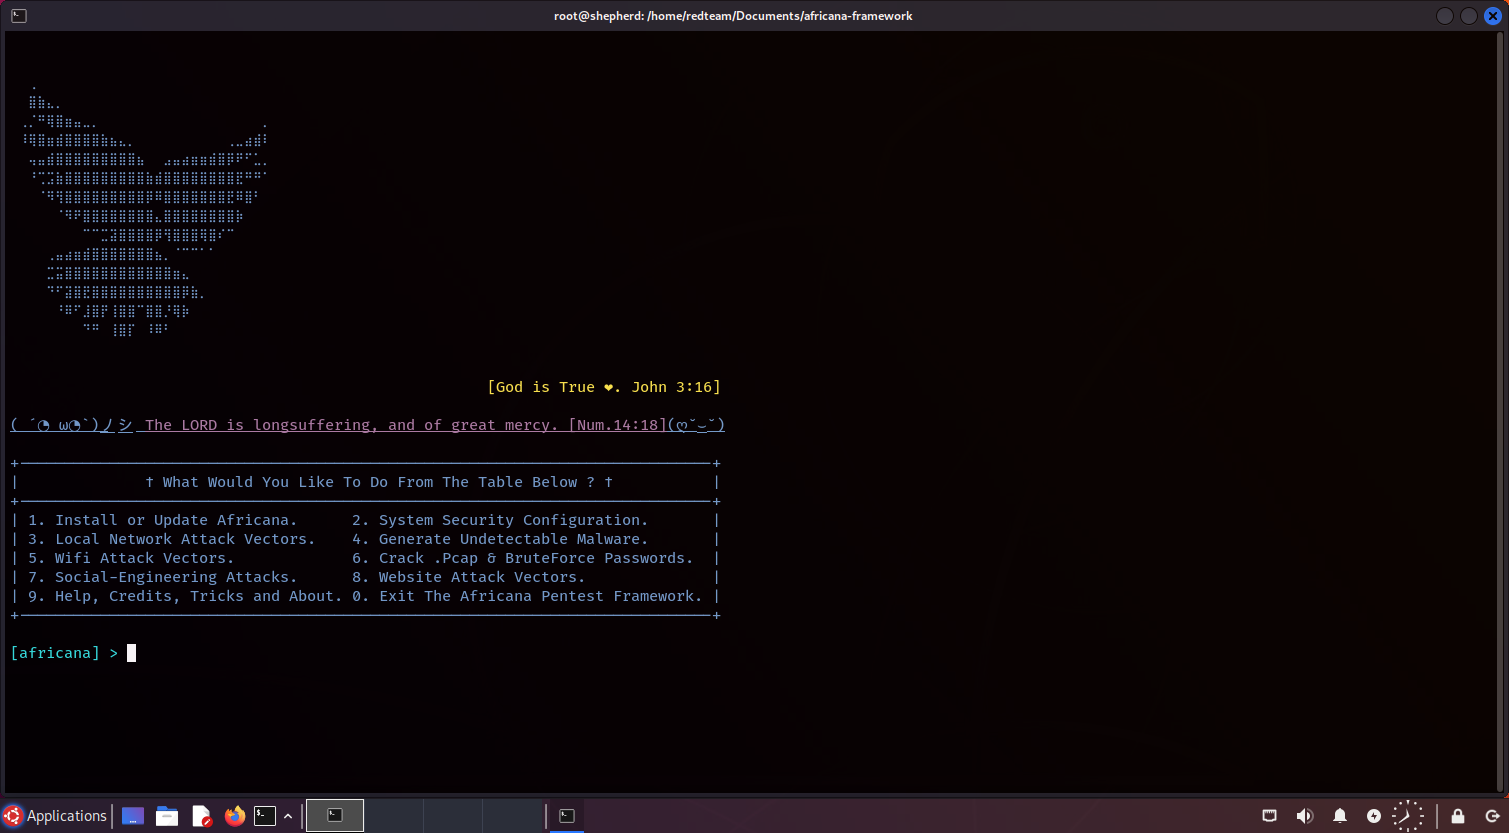 root@shepherd: /home/redteam/Documents/africana-framework
[God is True ❤. John 3:16]
( ´◔ ω◔`)ノシ The LORD is longsuffering, and of great mercy. [Num.14:18](ღ˘⌣˘)
† What Would You Like To Do From The Table Below ? †
1. Install or Update Africana. 2. System Security Configuration.
3. Local Network Attack Vectors. 4. Generate Undetectable Malware.
5. Wifi Attack Vectors. 6. Crack .Pcap & BruteForce Passwords.
7. Social-Engineering Attacks. 8. Website Attack Vectors.
9. Help, Credits, Tricks and About. 0. Exit The Africana Pentest Framework.
[africana] >
Applications